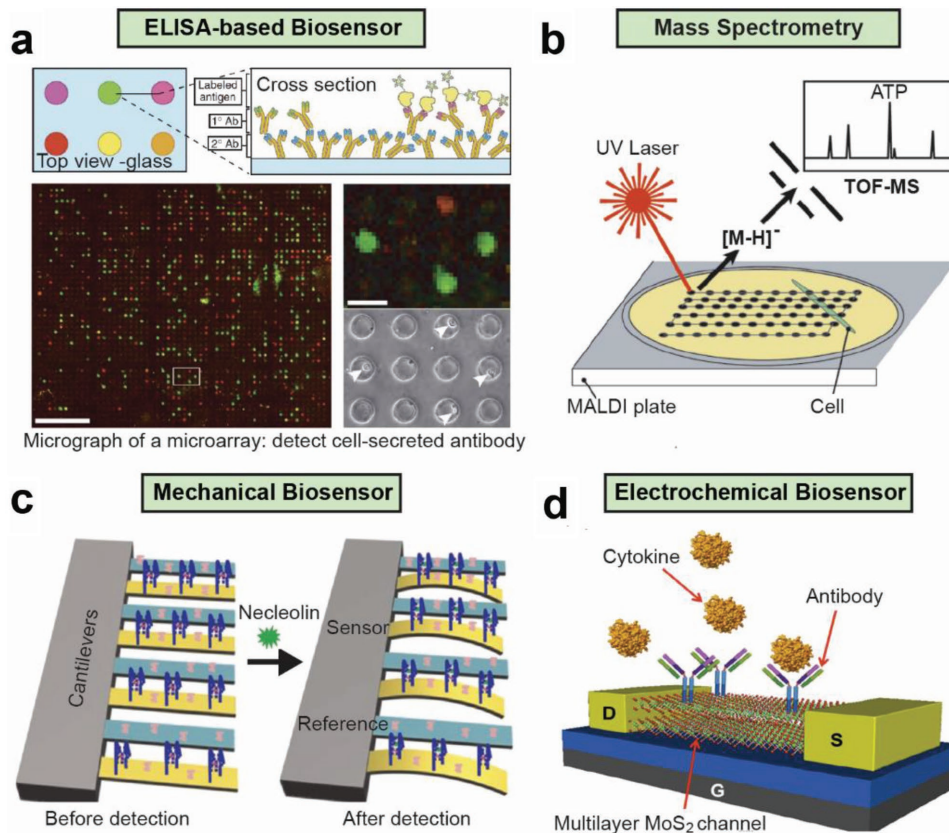 a
ELISA-based Biosensor
Labeled
antigen
1° Ab
2° Ab
Cross section
Top view -glass
Micrograph of a microarray: detect cell-secreted antibody
b
Mass Spectrometry
ATP
UV Laser
TOF-MS
[M-H]⁻
MALDI plate
Cell
c
Mechanical Biosensor
Cantilevers
Necleolin
Sensor
Reference
Before detection
After detection
d
Electrochemical Biosensor
Cytokine
Antibody
D
S
G
Multilayer MoS₂ channel